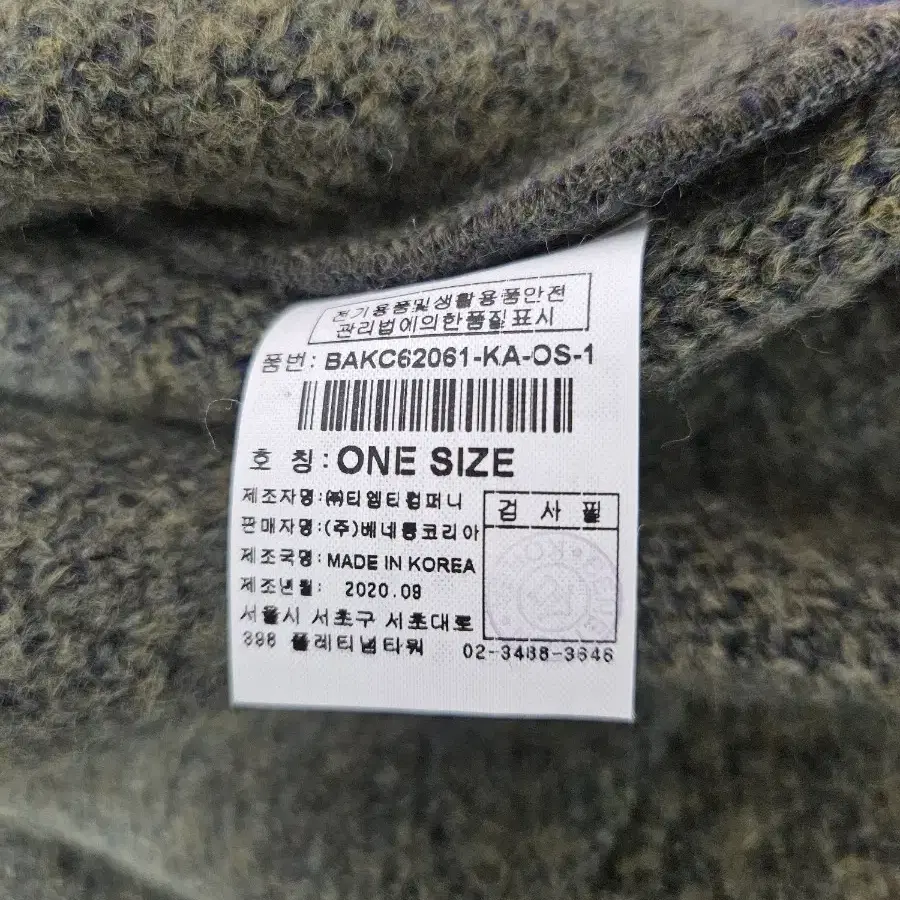 전기용품및생활용품안전
관리법에의한품질표시
품번: BAKC62061-KA-OS-1
호 칭: ONE SIZE
제조자명:㈜티엠티컴퍼니
판매자명:(주)베네통코리아
제조국명: MADE IN KOREA
제조년월: 2020.09
검 사 필
서울시 서초구 서초대로
398 플레티넘타워 02-3488-3646